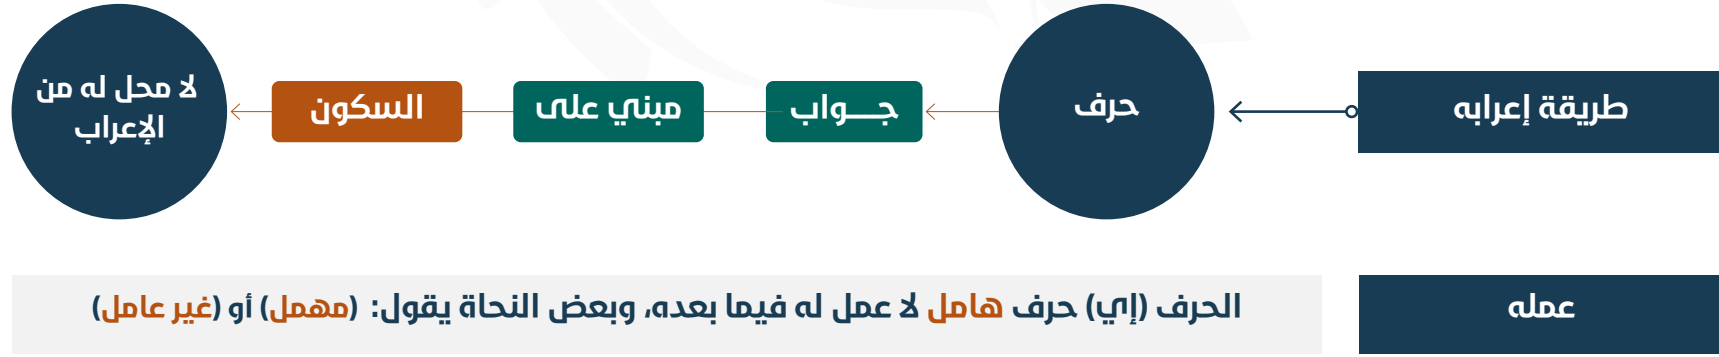 طريقة إعرابه
حرف
جـــواب
مبني على
السكون
لا محل له من
الإعراب
عمله
الحرف (إي) حرف هامل لا عمل له فيما بعده، وبعض النحاة يقول: (مهمل) أو (غير عامل)